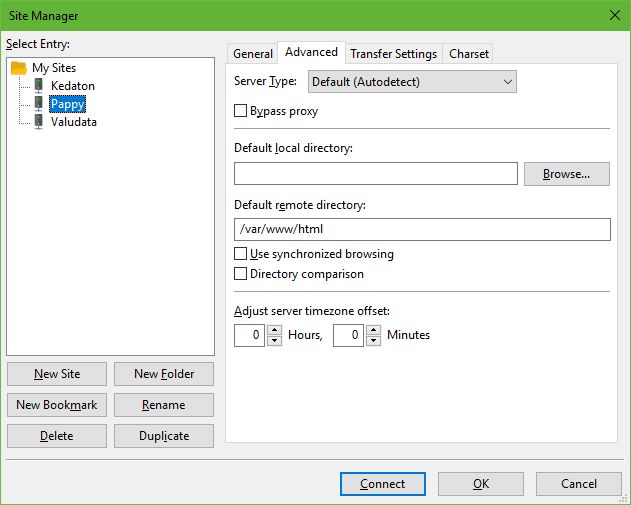 Site Manager
Select Entry:
My Sites
Kedaton
Pappy
Valudata
New Site
New Folder
New Bookmark
Rename
Delete
Duplicate
General
Advanced
Transfer Settings
Charset
Server Type:
Default (Autodetect)
Bypass proxy
Default local directory:
Browse...
Default remote directory:
/var/www/html
Use synchronized browsing
Directory comparison
Adjust server timezone offset:
0 Hours, 0 Minutes
Connect
OK
Cancel